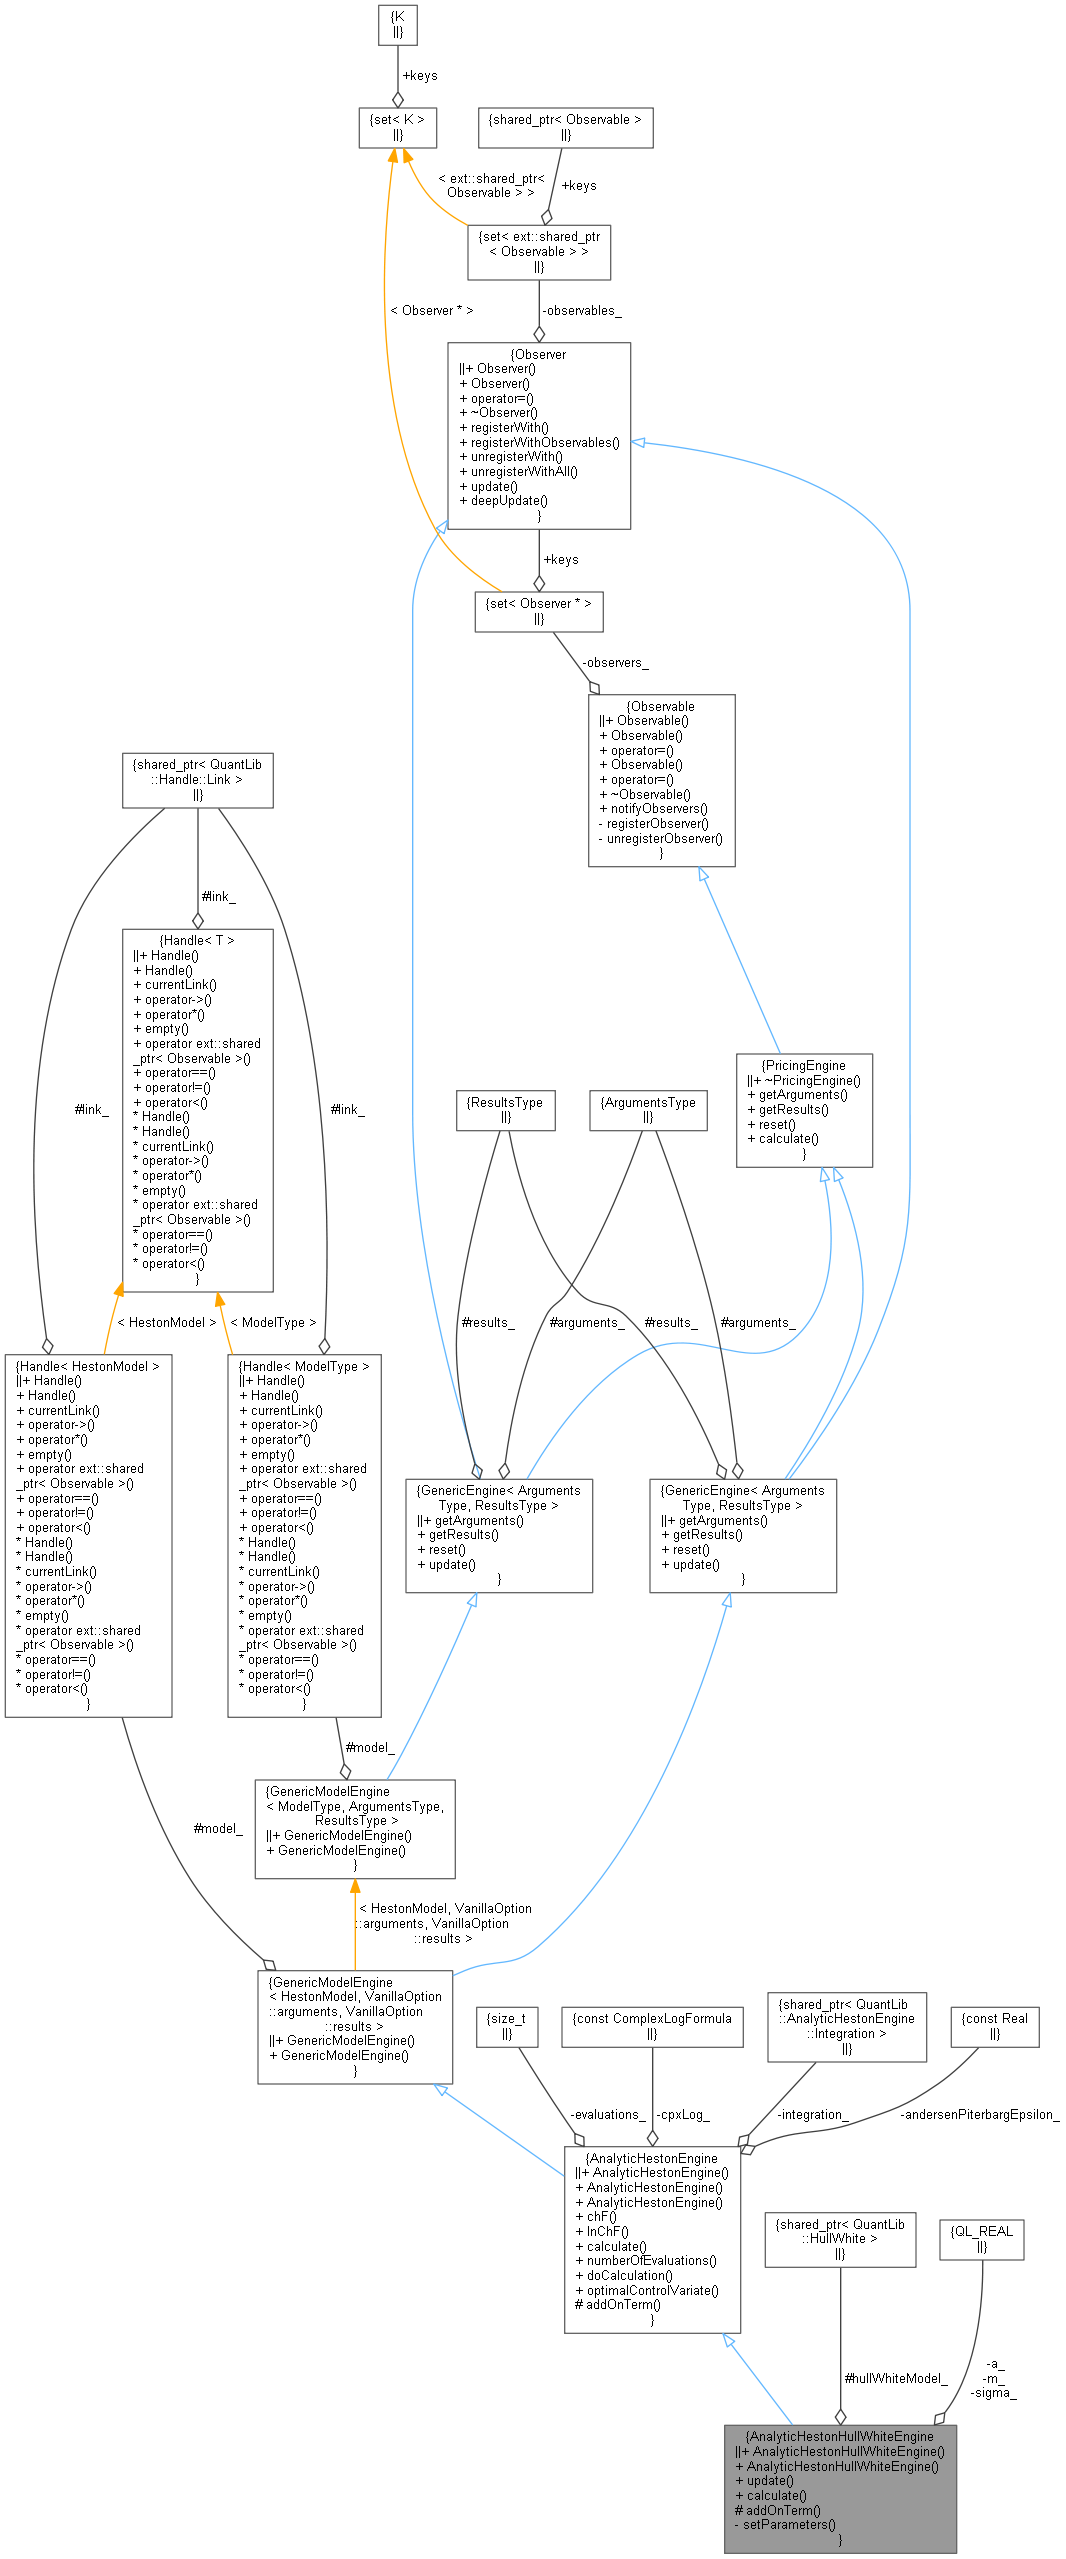 {K
||}
+keys
{set< K >
||}
{shared_ptr< Observable >
||}
< ext::shared_ptr<
Observable > >
+keys
{set< ext::shared_ptr
< Observable > >
||}
< Observer * >
-observables_
{Observer
||+ Observer()
+ Observer()
+ operator=()
+ ~Observer()
+ registerWith()
+ registerWithObservables()
+ unregisterWith()
+ unregisterWithAll()
+ update()
+ deepUpdate()
}
+keys
{set< Observer * >
||}
-observers_
{Observable
||+ Observable()
+ Observable()
+ operator=()
+ Observable()
+ operator=()
+ ~Observable()
+ notifyObservers()
- registerObserver()
- unregisterObserver()
}
{shared_ptr< QuantLib
::Handle::Link >
||}
#link_
{Handle< T >
||+ Handle()
+ Handle()
+ currentLink()
+ operator->()
+ operator*()
+ empty()
+ operator ext::shared
_ptr< Observable >()
+ operator==()
+ operator!=()
+ operator<()
* Handle()
* Handle()
* currentLink()
* operator->()
* operator*()
* empty()
* operator ext::shared
_ptr< Observable >()
* operator==()
* operator!=()
* operator<()
}
#link_
#link_
{PricingEngine
||+ ~PricingEngine()
+ getArguments()
+ getResults()
+ reset()
+ calculate()
}
{ResultsType
||}
{ArgumentsType
||}
< HestonModel >
< ModelType >
#results_
#arguments_
#results_
#arguments_
{Handle< HestonModel >
||+ Handle()
+ Handle()
+ currentLink()
+ operator->()
+ operator*()
+ empty()
+ operator ext::shared
_ptr< Observable >()
+ operator==()
+ operator!=()
+ operator<()
* Handle()
* Handle()
* currentLink()
* operator->()
* operator*()
* empty()
* operator ext::shared
_ptr< Observable >()
* operator==()
* operator!=()
* operator<()
}
{Handle< ModelType >
||+ Handle()
+ Handle()
+ currentLink()
+ operator->()
+ operator*()
+ empty()
+ operator ext::shared
_ptr< Observable >()
+ operator==()
+ operator!=()
+ operator<()
* Handle()
* Handle()
* currentLink()
* operator->()
* operator*()
* empty()
* operator ext::shared
_ptr< Observable >()
* operator==()
* operator!=()
* operator<()
}
{GenericEngine< Arguments
Type, ResultsType >
||+ getArguments()
+ getResults()
+ reset()
+ update()
}
{GenericEngine< Arguments
Type, ResultsType >
||+ getArguments()
+ getResults()
+ reset()
+ update()
}
#model_
{GenericModelEngine
< ModelType, ArgumentsType,
ResultsType >
||+ GenericModelEngine()
+ GenericModelEngine()
}
#model_
< HestonModel, VanillaOption
::arguments, VanillaOption
::results >
{GenericModelEngine
< HestonModel, VanillaOption
::arguments, VanillaOption
::results >
||+ GenericModelEngine()
+ GenericModelEngine()
}
{size_t
||}
{const ComplexLogFormula
||}
{shared_ptr< QuantLib
::AnalyticHestonEngine
::Integration >
||}
{const Real
||}
-evaluations_
-cpxLog_
-integration_
-andersenPiterbargEpsilon_
{AnalyticHestonEngine
||+ AnalyticHestonEngine()
+ AnalyticHestonEngine()
+ AnalyticHestonEngine()
+ chF()
+ lnChF()
+ calculate()
+ numberOfEvaluations()
+ doCalculation()
+ optimalControlVariate()
# addOnTerm()
}
{shared_ptr< QuantLib
::HullWhite >
||}
{QL_REAL
||}
#hullWhiteModel_
-a_
-m_
-sigma_
{AnalyticHestonHullWhiteEngine
||+ AnalyticHestonHullWhiteEngine()
+ AnalyticHestonHullWhiteEngine()
+ update()
+ calculate()
# addOnTerm()
- setParameters()
}